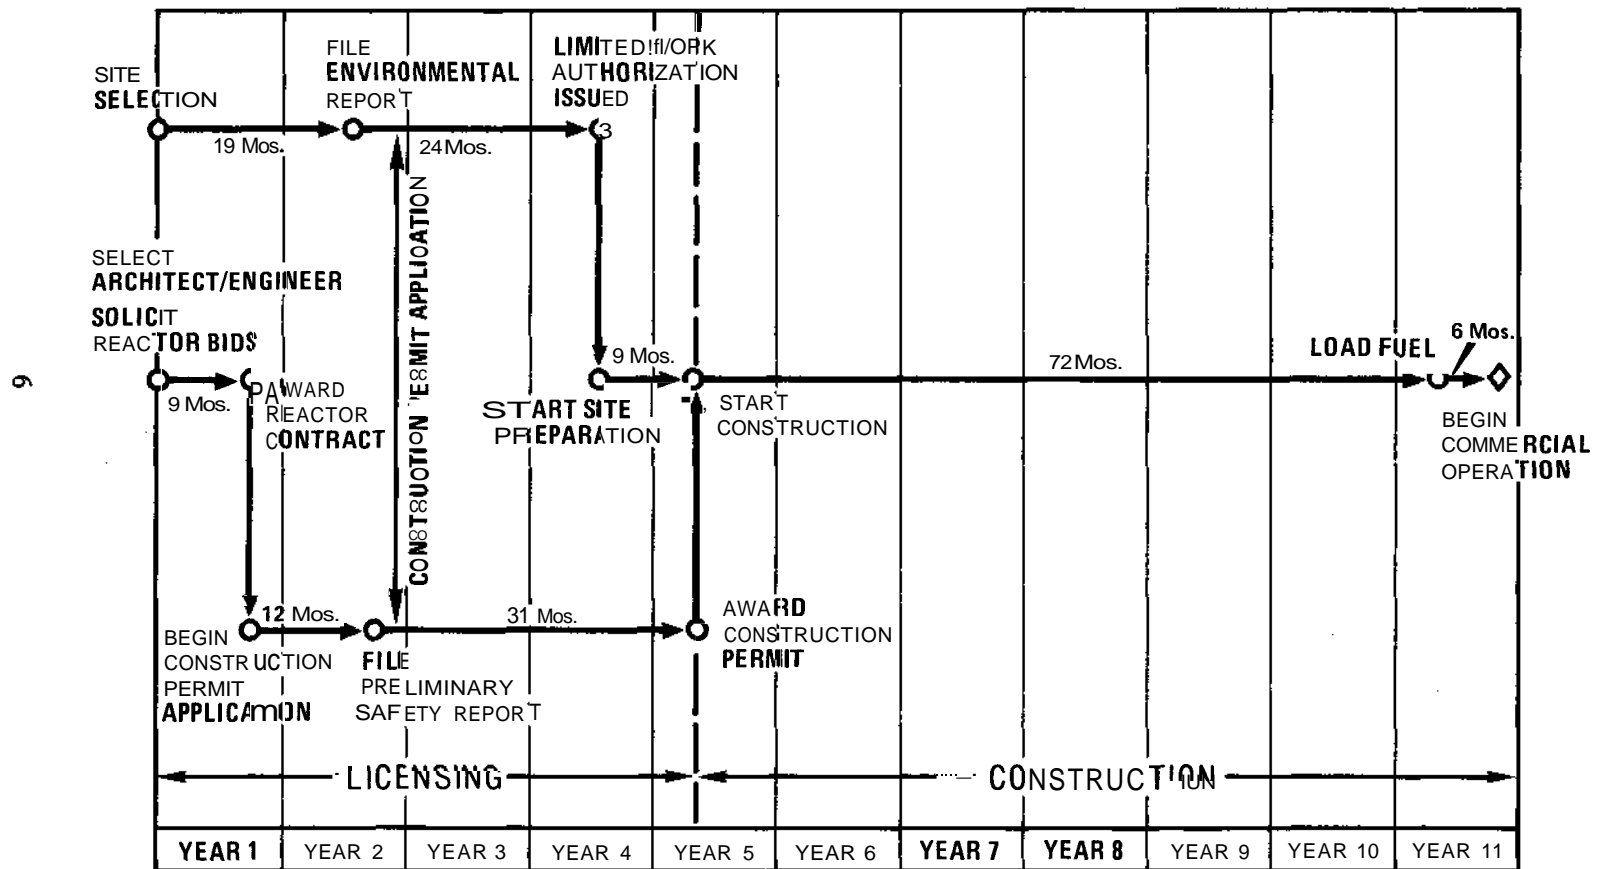 SITE
SELECTION
FILE
ENVIRONMENTAL
REPORT
LIMITED
AUTHORIZATION
ISSUED
19 Mos.
24 Mos.
SELECT
ARCHITECT/ENGINEER
SOLICIT
REACTOR BIDS
9 Mos.
AWARD
REACTOR
CONTRACT
APPLICATION
9 Mos.
START SITE
PREPARATION
START
CONSTRUCTION
72 Mos.
LOAD FUEL
6 Mos.
BEGIN
COMMERCIAL
OPERATION
12 Mos.
31 Mos.
BEGIN
CONSTRUCTION
PERMIT
FILE
PRELIMINARY
SAFETY REPORT
AWARD
CONSTRUCTION
PERMIT
LICENSING
CONSTRUCTION
YEAR 1 YEAR 2 YEAR 3 YEAR 4 YEAR 5 YEAR 6 YEAR 7 YEAR 8 YEAR 9 YEAR 10 YEAR 11